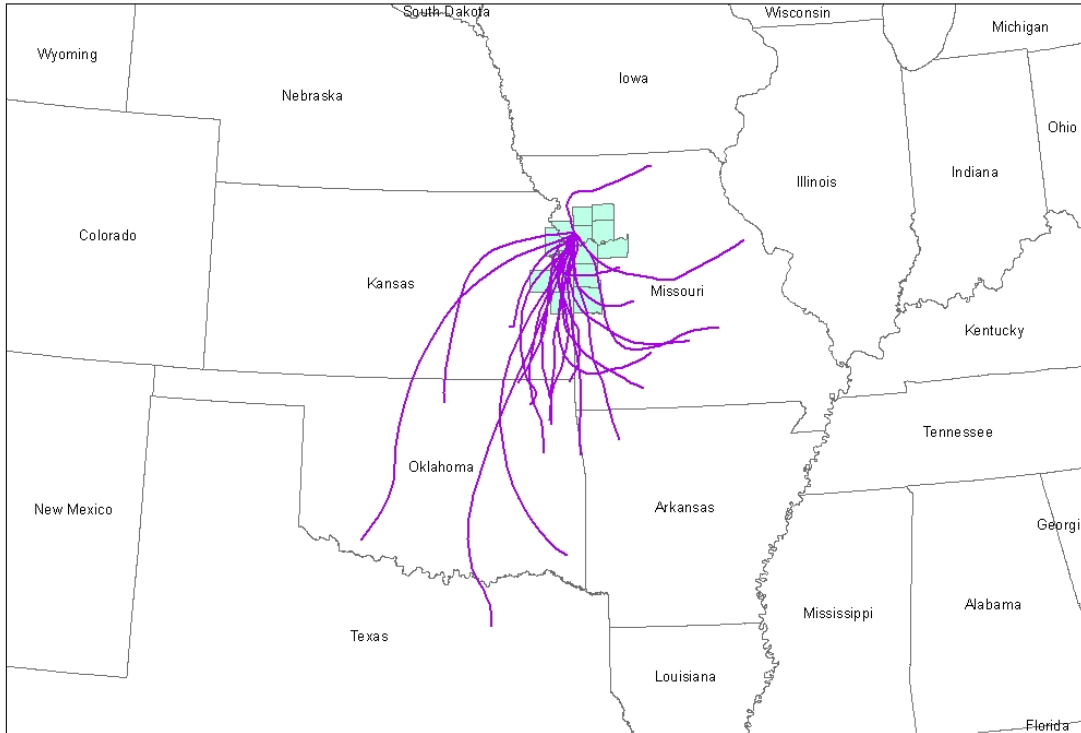 South Dakota
Wisconsin
Michigan
Wyoming
Iowa
Nebraska
Ohio
Indiana
Illinois
Colorado
Kansas
Missouri
Kentucky
Tennessee
Oklahoma
New Mexico
Arkansas
Georgi
Alabama
Mississippi
Texas
Louisiana
Florida